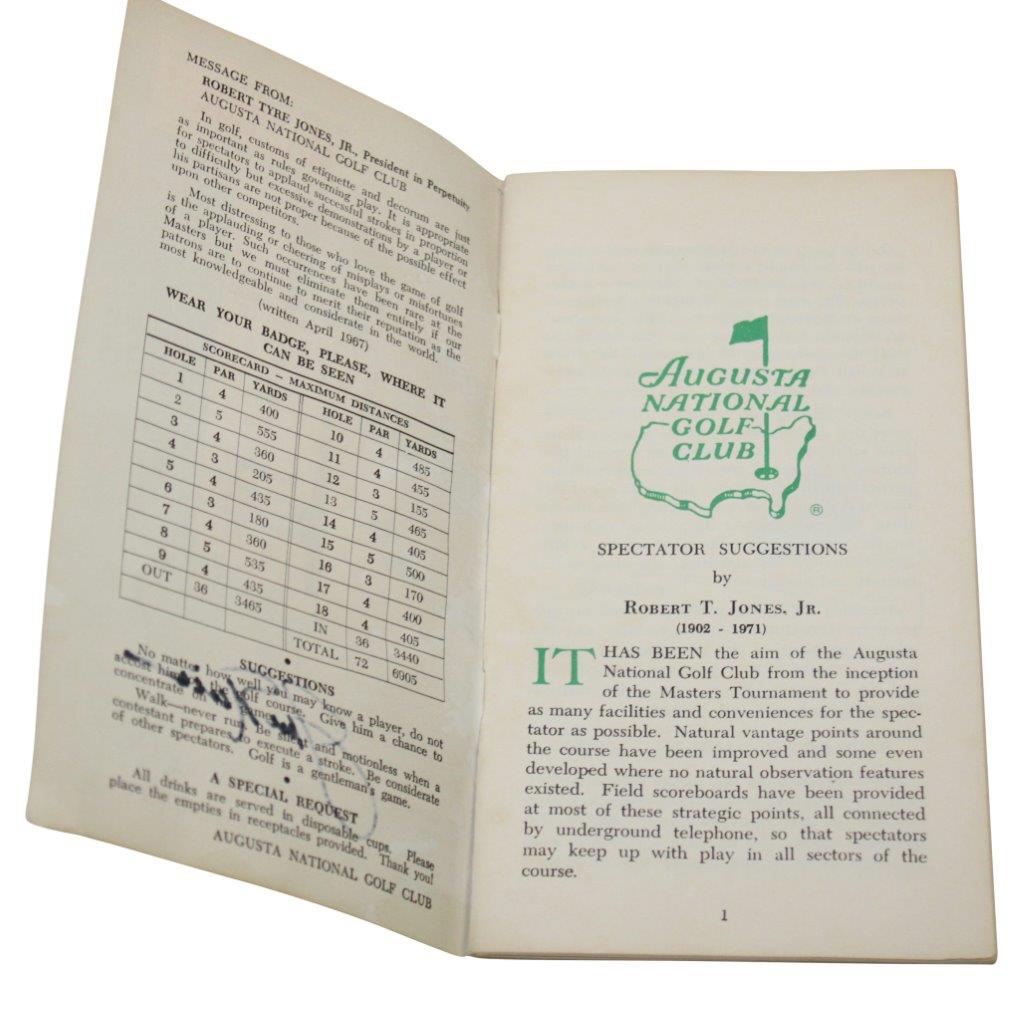 MESSAGE FROM:
ROBERT TYRE JONES, JR., President in Perpetuity
AUGUSTA NATIONAL GOLF CLUB
In golf, customs of etiquette and decorum are just
as important as rules governing play. It is appropriate
for spectators to applaud successful strokes in proportion
to difficulty but excessive demonstrations by a player or
his partisans are not proper because of the possible effect
upon other competitors.
Most distressing to those who love the game of golf
is the applauding or cheering of misplays or misfortunes
of a player. Such occurrences have been rare at the
Masters but we must eliminate them entirely if our
patrons are to continue to merit their reputation as the
most knowledgeable and considerate in the world.
(written April 1967)
WEAR YOUR BADGE, PLEASE, WHERE IT
CAN BE SEEN
SCORECARD — MAXIMUM DISTANCES
HOLE PAR YARDS HOLE PAR YARDS
1 4 400 10 4 485
2 5 555 11 4 455
3 4 360 12 3 155
4 3 205 13 5 465
5 4 435 14 4 405
6 3 180 15 5 500
7 4 360 16 3 170
8 5 535 17 4 400
9 4 435 18 4 405
OUT 36 3465 IN 36 3440
TOTAL 72 6905
SUGGESTIONS
No matter how well you may know a player, do not
accost him on the golf course. Give him a chance to
concentrate on game.
Walk—never run. Be silent and motionless when a
contestant prepares to execute a stroke. Be considerate
of other spectators. Golf is a gentleman's game.
A SPECIAL REQUEST
All drinks are served in disposable cups. Please
place the empties in receptacles provided. Thank you!
AUGUSTA NATIONAL GOLF CLUB
AUGUSTA
NATIONAL
GOLF
CLUB
®
SPECTATOR SUGGESTIONS
by
ROBERT T. JONES, JR.
(1902 - 1971)
IT HAS BEEN the aim of the Augusta
National Golf Club from the inception
of the Masters Tournament to provide
as many facilities and conveniences for the spec-
tator as possible. Natural vantage points around
the course have been improved and some even
developed where no natural observation features
existed. Field scoreboards have been provided
at most of these strategic points, all connected
by underground telephone, so that spectators
may keep up with play in all sectors of the
course.
1